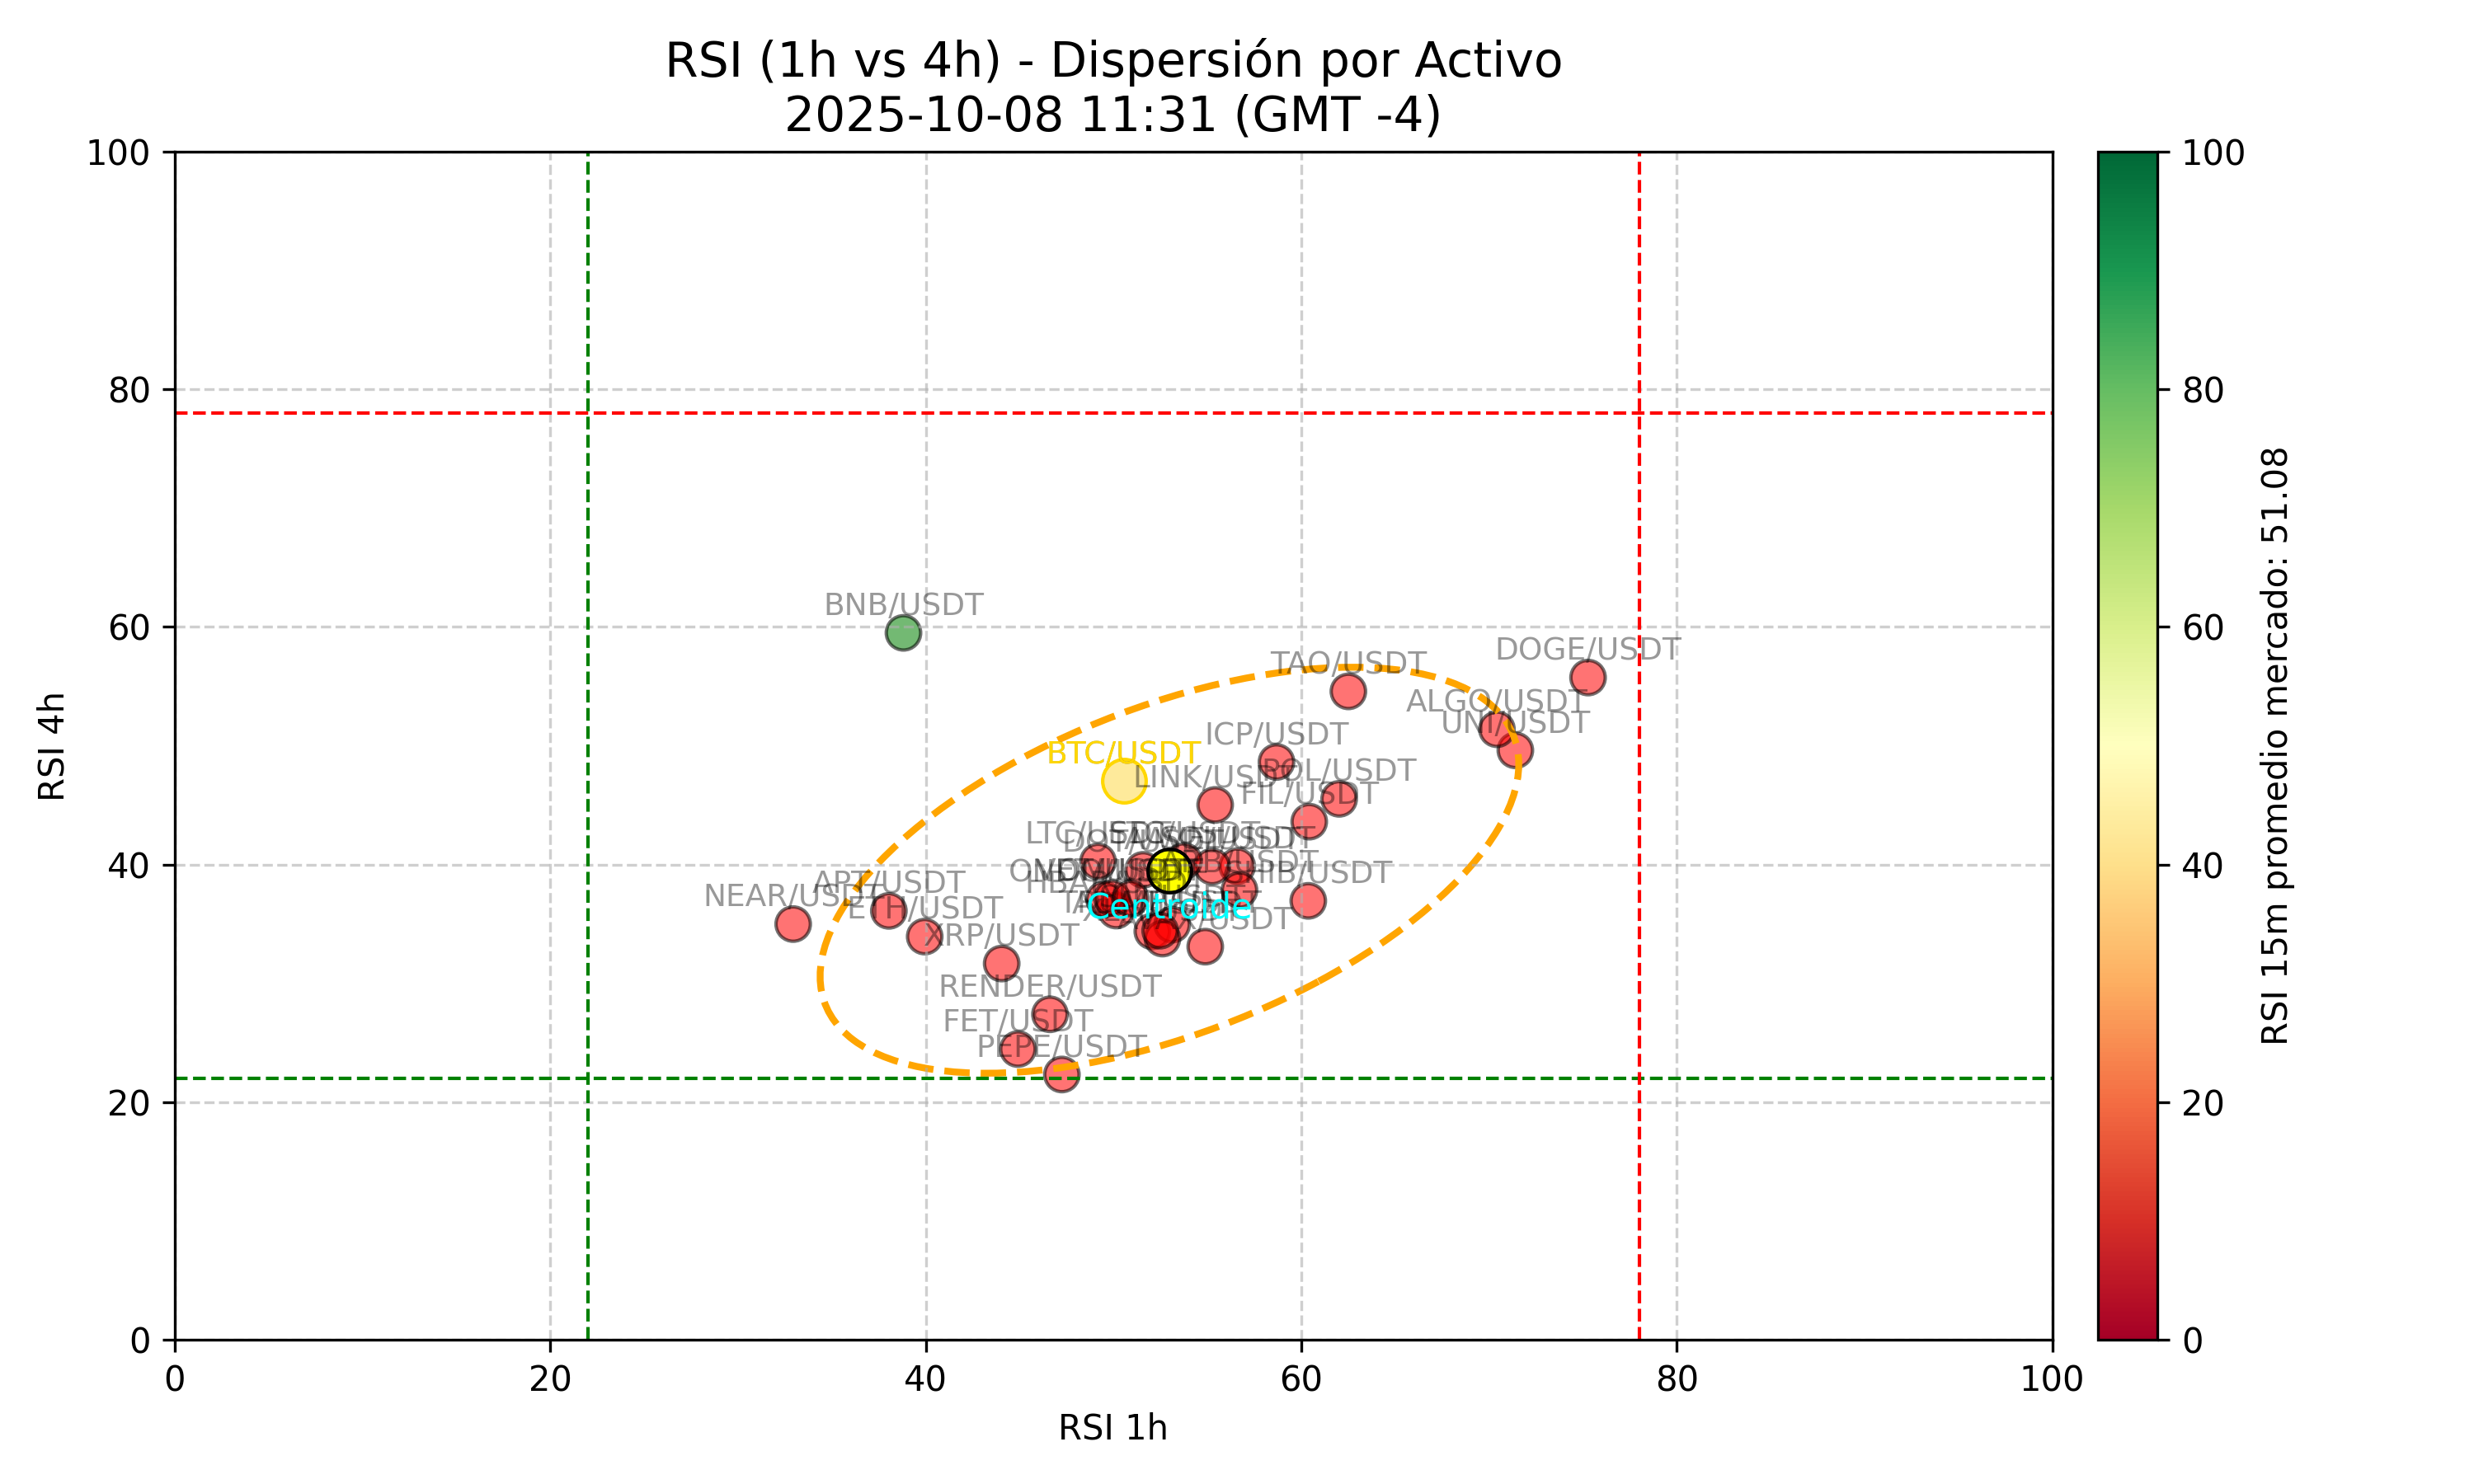 RSI (1h vs 4h) - Dispersión por Activo
2025-10-08 11:31 (GMT -4)
100
80
60
40
20
0
RSI 4h
BNB/USDT
DOGE/USDT
TAO/USDT
ALGO/USDT
UNI/USDT
ICP/USDT
BTC/USDT
POL/USDT
LINK/USDT
FIL/USDT
LTC/USDT
NEAR/USDT
APT/USDT
ETH/USDT
XRP/USDT
Centroide
RENDER/USDT
FET/USDT
PEPE/USDT
0
20
40
60
80
100
RSI 1h
100
80
60
40
20
0
RSI 15m promedio mercado: 51.08